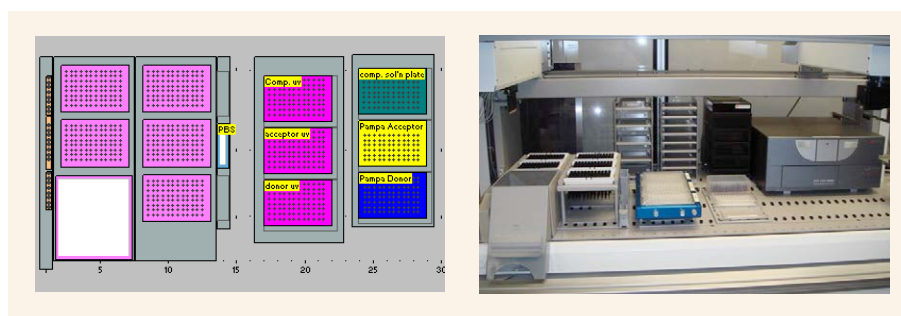 Comp. uv
acceptor uv
donor uv
PBS
comp. sol'n plate
Pampa Acceptor
Pampa Donor
5
10
15
20
25
30